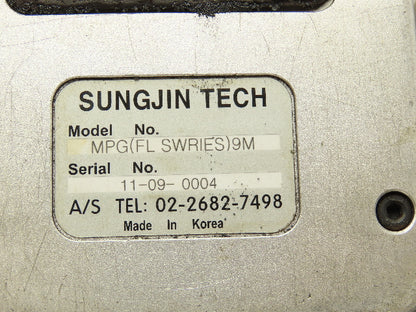 SUNGJIN TECH
Model No.
MPG(FL SWRIES)9M
Serial No.
11-09- 0004
A/S TEL: 02-2682-7498
Made In Korea